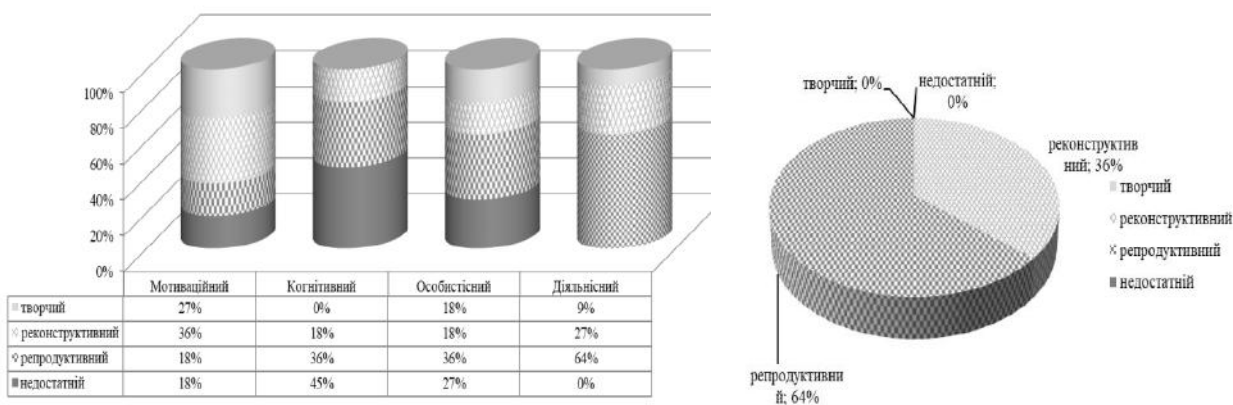 100%
80%
60%
40%
20%
0%
Мотиваційний Когнітивний Особистісний Діяльнісний
творчий 27% 0% 18% 9%
реконструктивний 36% 18% 18% 27%
репродуктивний 18% 36% 36% 64%
недостатній 18% 45% 27% 0%
творчий; 0%
недостатній;
0%
реконструктив
ний; 36%
репродуктивни
й; 64%
творчий
реконструктивний
репродуктивний
недостатній